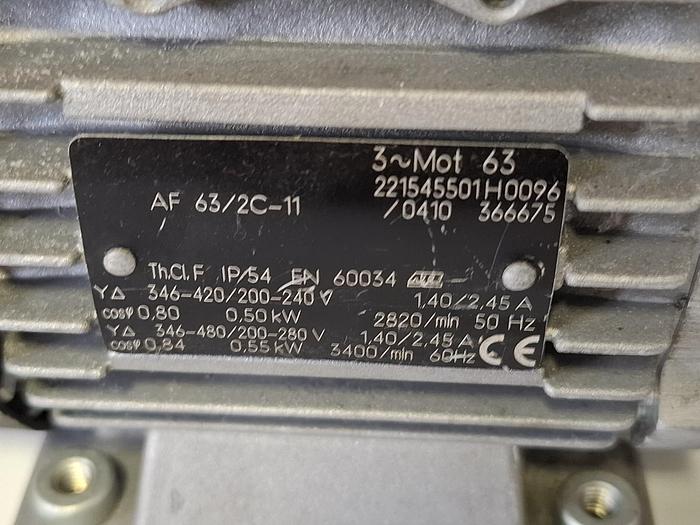 3~Mot 63
221545501H0096
AF 63/2C-11 /0410 366675
Th.Cl.F IP/54 EN 60034
YΔ 346-420/200-240 V 1.40/2,45 A
cosφ 0,80 0,50 kW 2820/min 50 Hz
YΔ 346-480/200-280 V 1,40/2,45 A
cosφ 0,84 0,55 kW 3400/min 60Hz CE